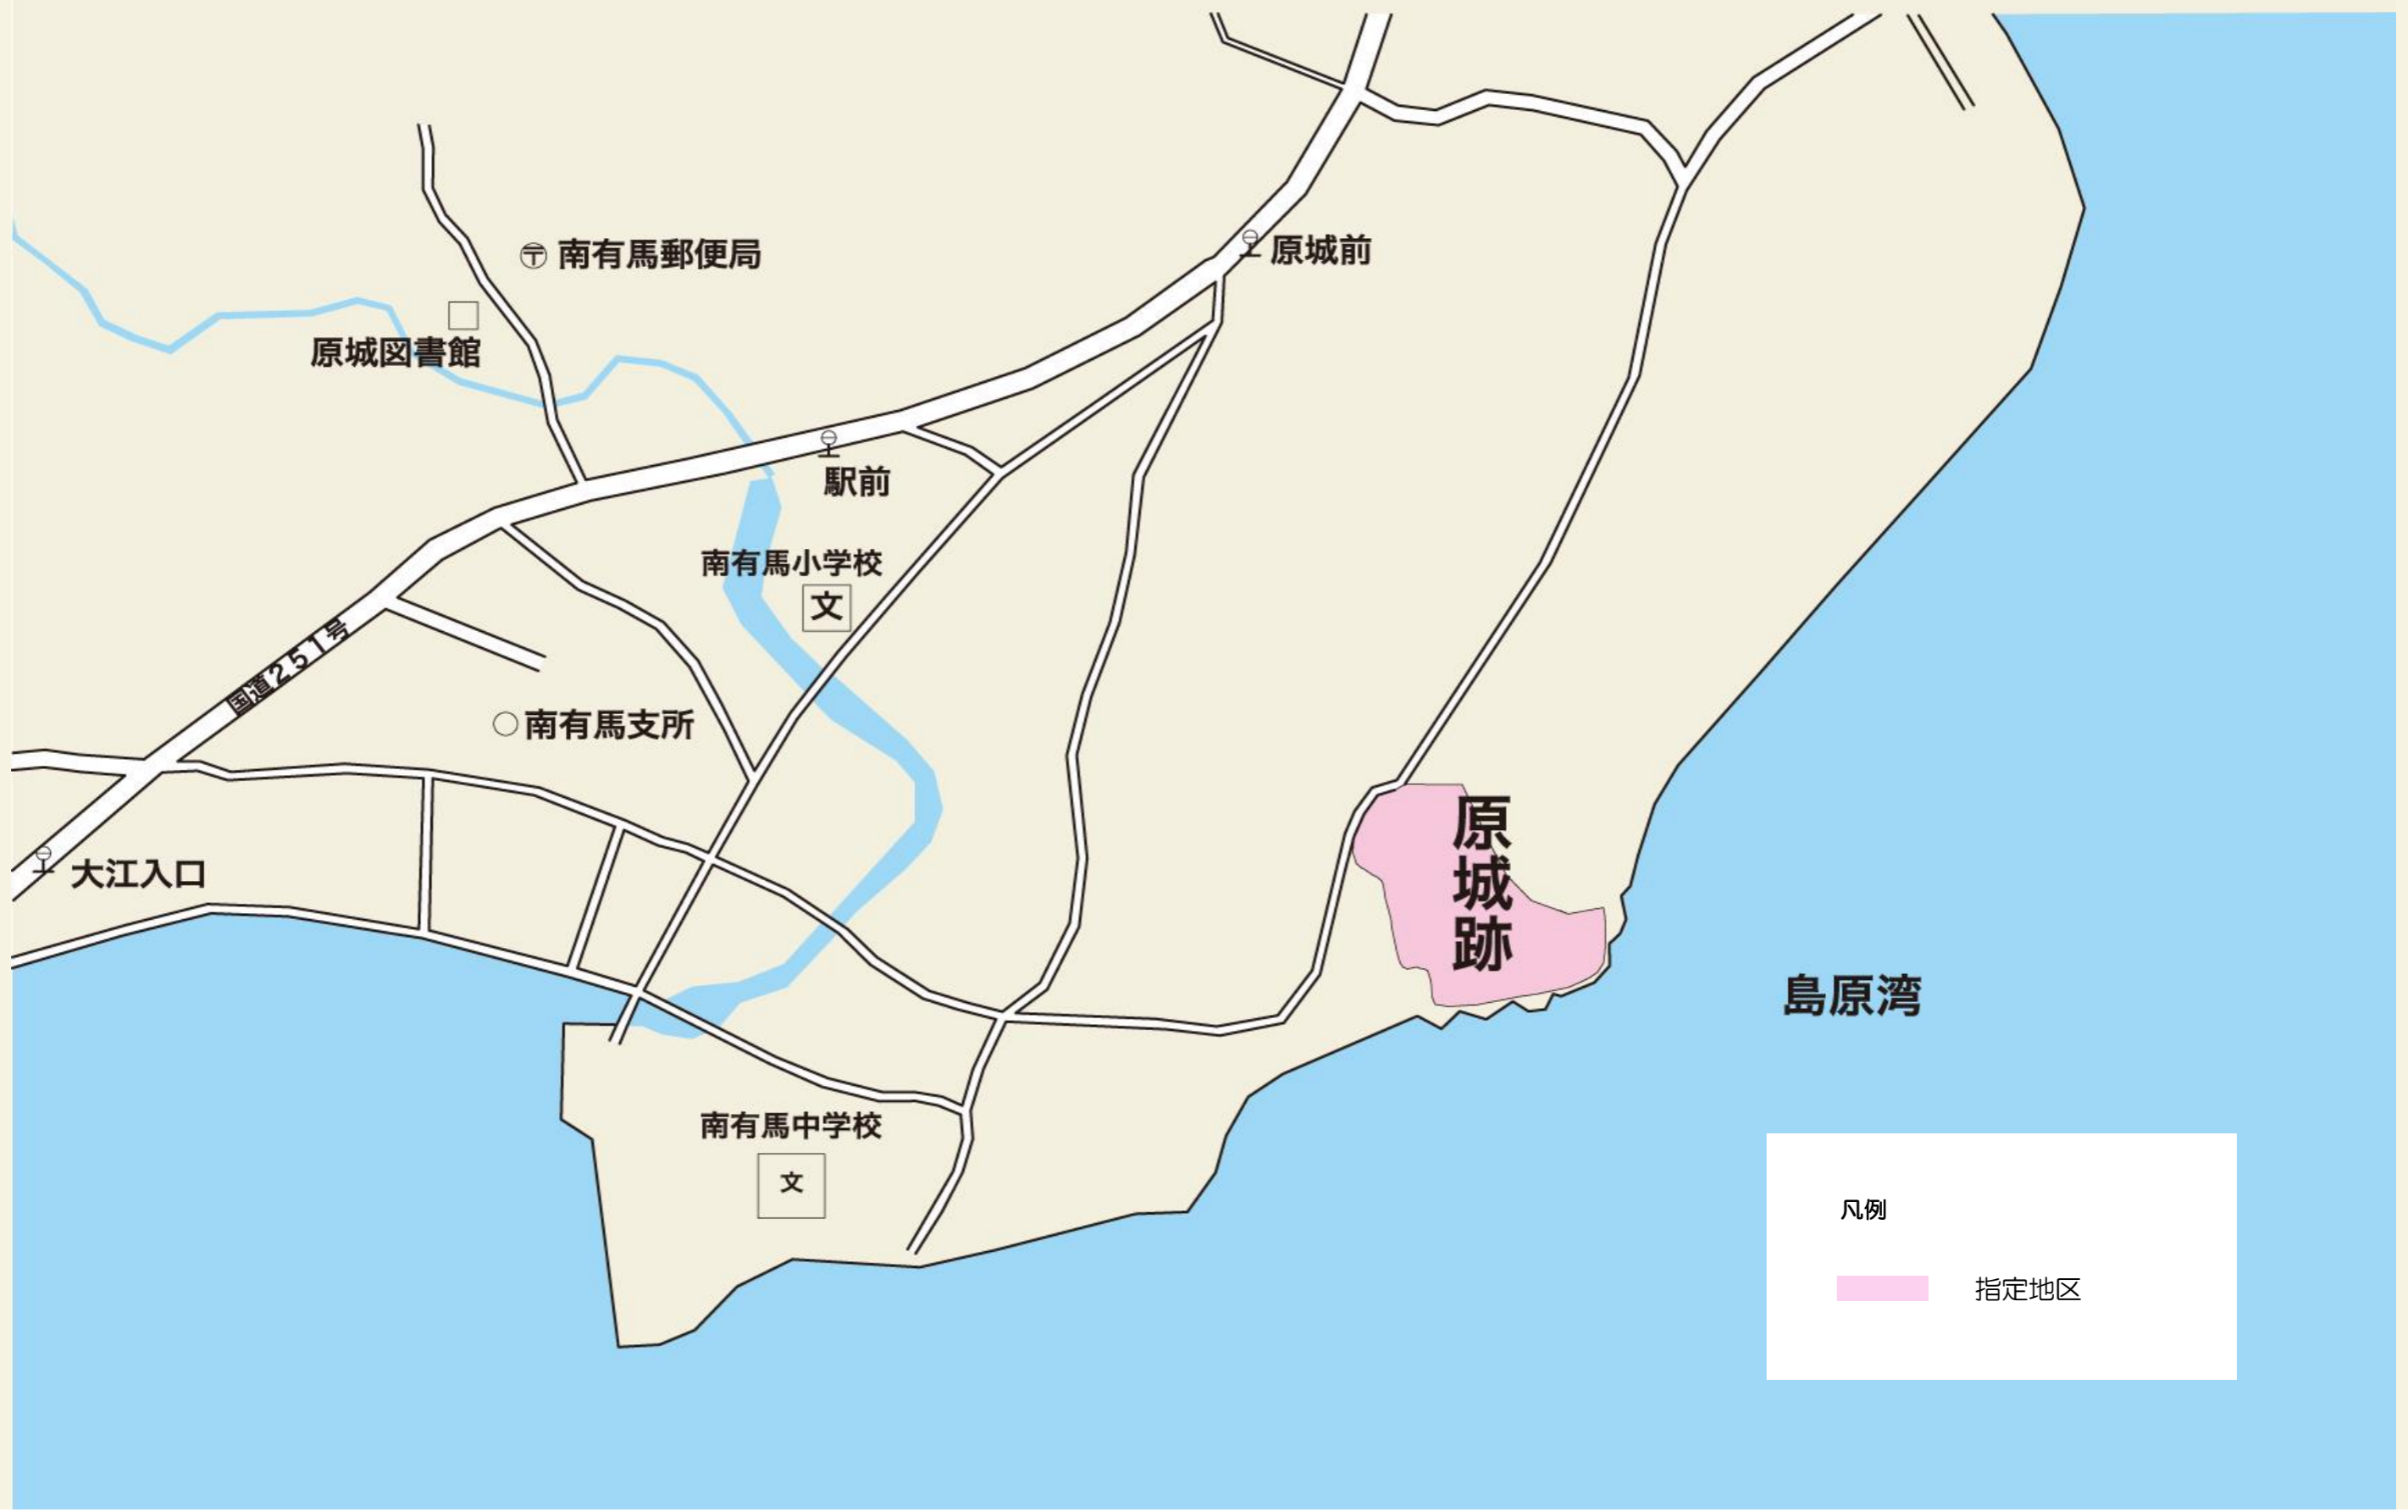 〒 南有馬郵便局
原城前
原城図書館
駅前
南有馬小学校
文
国道251号
南有馬支所
原城跡
大江入口
島原湾
南有馬中学校
文
凡例
指定地区